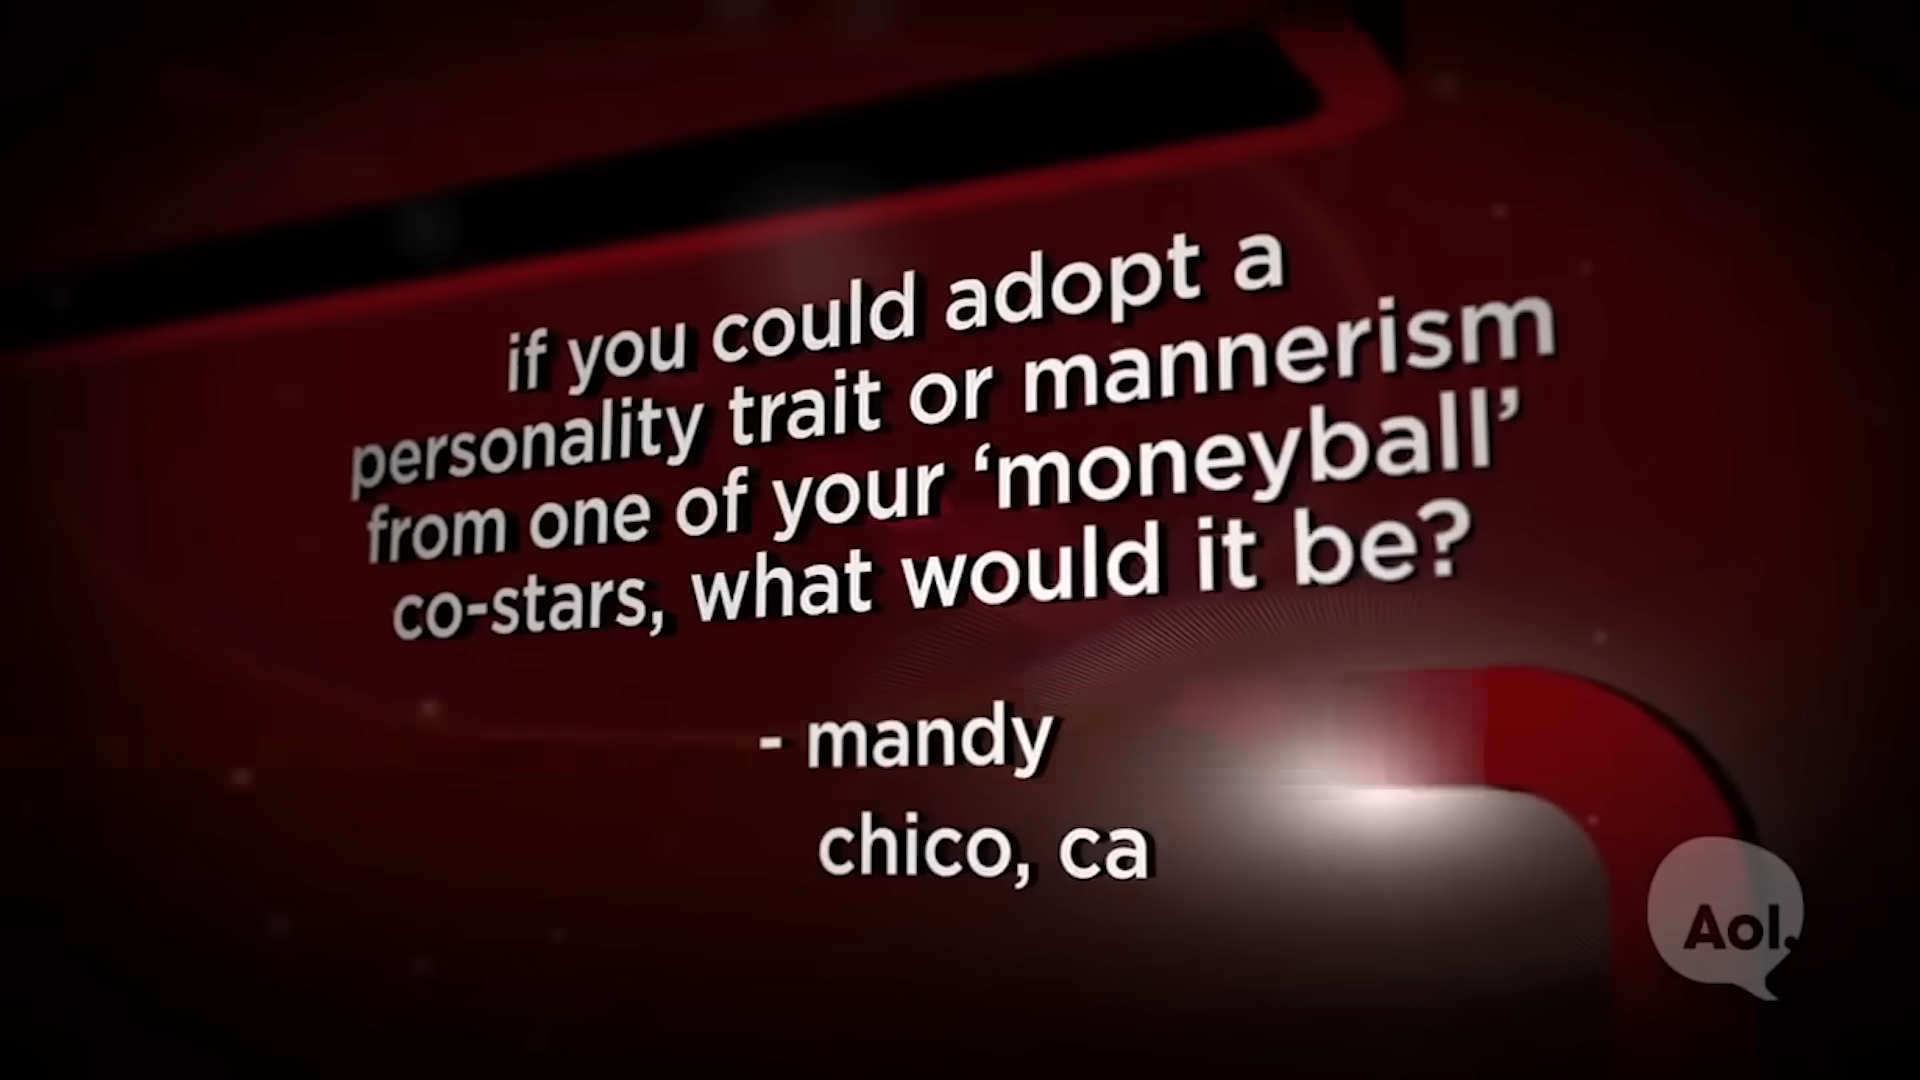 if you could adopt a
personality trait or mannerism
from one of your ‘moneyball’
co-stars, what would it be?
- mandy
chico, ca
Aol.